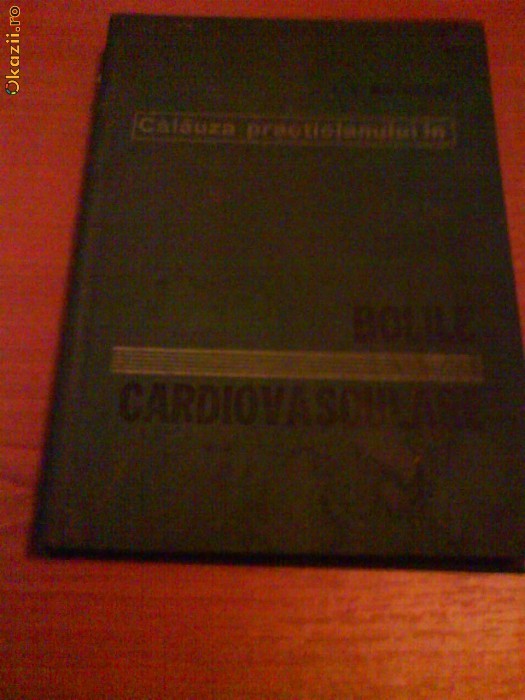 Okazii.ro
Călăuza practicianului în
BOLILE
CARDIOVASCULARE